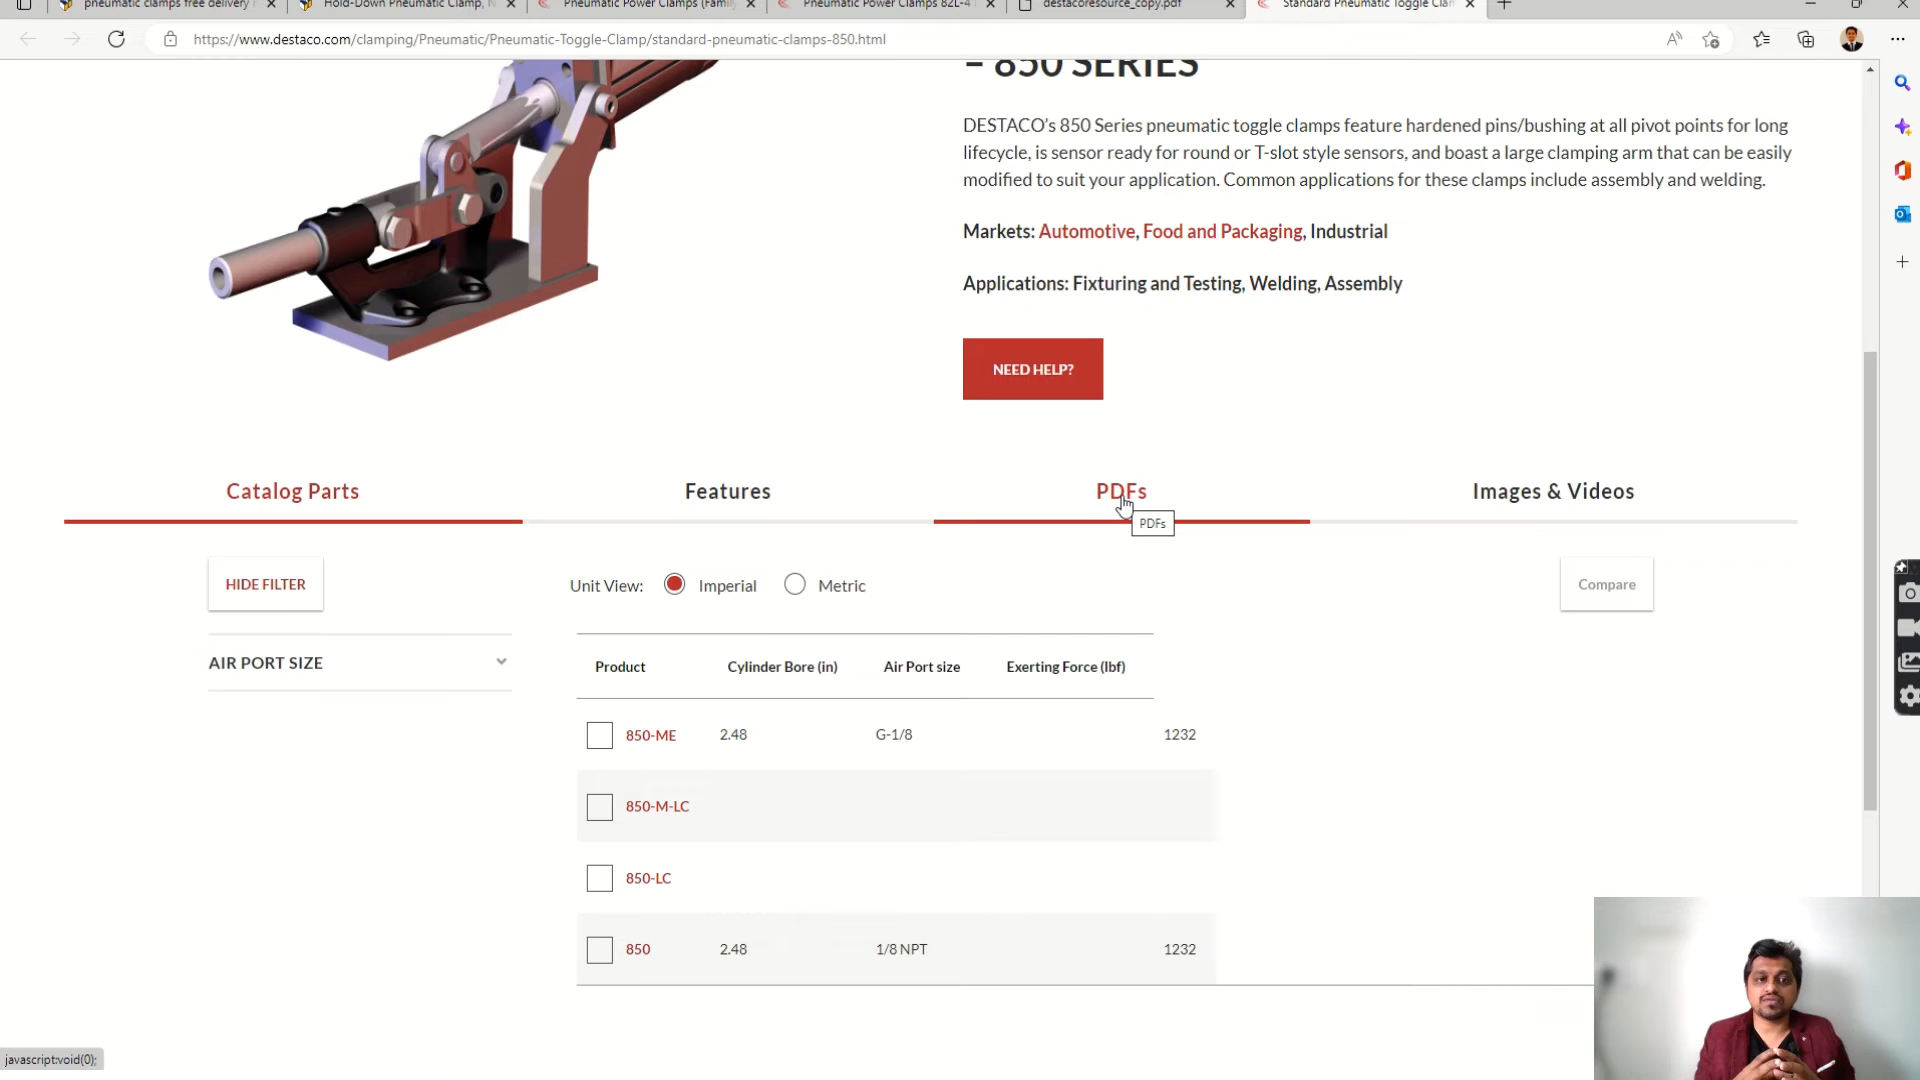 pneumatic clamps free delivery
Hold-Down Pneumatic Clamp,
Pneumatic Power Clamps (Famil
Pneumatic Power Clamps 82L-4
destacoresource_copy.pdf
Standard Pneumatic Toggle Clam
https://www.destaco.com/clamping/Pneumatic/Pneumatic-Toggle-Clamp/standard-pneumatic-clamps-850.html
– 850 SERIES
DESTACO’s 850 Series pneumatic toggle clamps feature hardened pins/bushing at all pivot points for long
lifecycle, is sensor ready for round or T-slot style sensors, and boast a large clamping arm that can be easily
modified to suit your application. Common applications for these clamps include assembly and welding.
Markets: Automotive, Food and Packaging, Industrial
Applications: Fixturing and Testing, Welding, Assembly
NEED HELP?
Catalog Parts Features PDFs Images & Videos
PDFs
HIDE FILTER Unit View: Imperial Metric Compare
AIR PORT SIZE
Product Cylinder Bore (in) Air Port size Exerting Force (lbf)
850-ME 2.48 G-1/8 1232
850-M-LC
850-LC
850 2.48 1/8 NPT 1232
javascript:void(0);